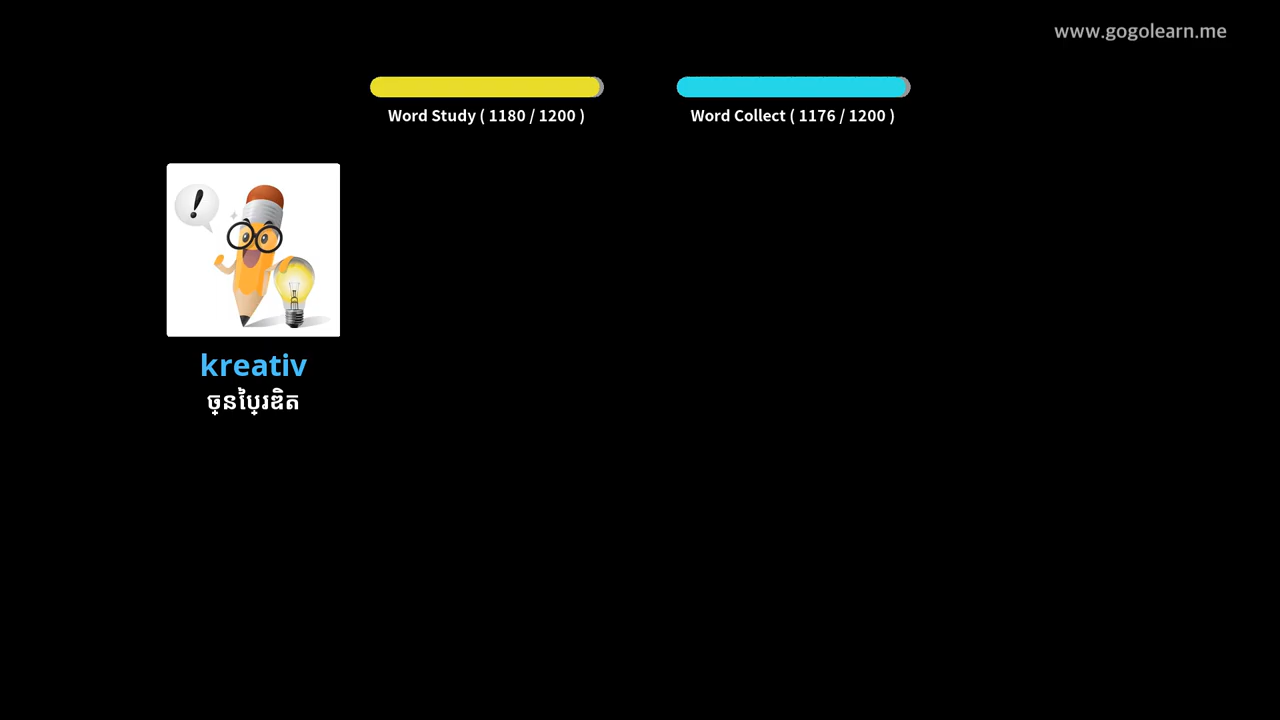 www.gogolearn.me
Word Study ( 1180 / 1200 )
Word Collect ( 1176 / 1200 )
!
kreativ
ច្នៃប្រឌិត